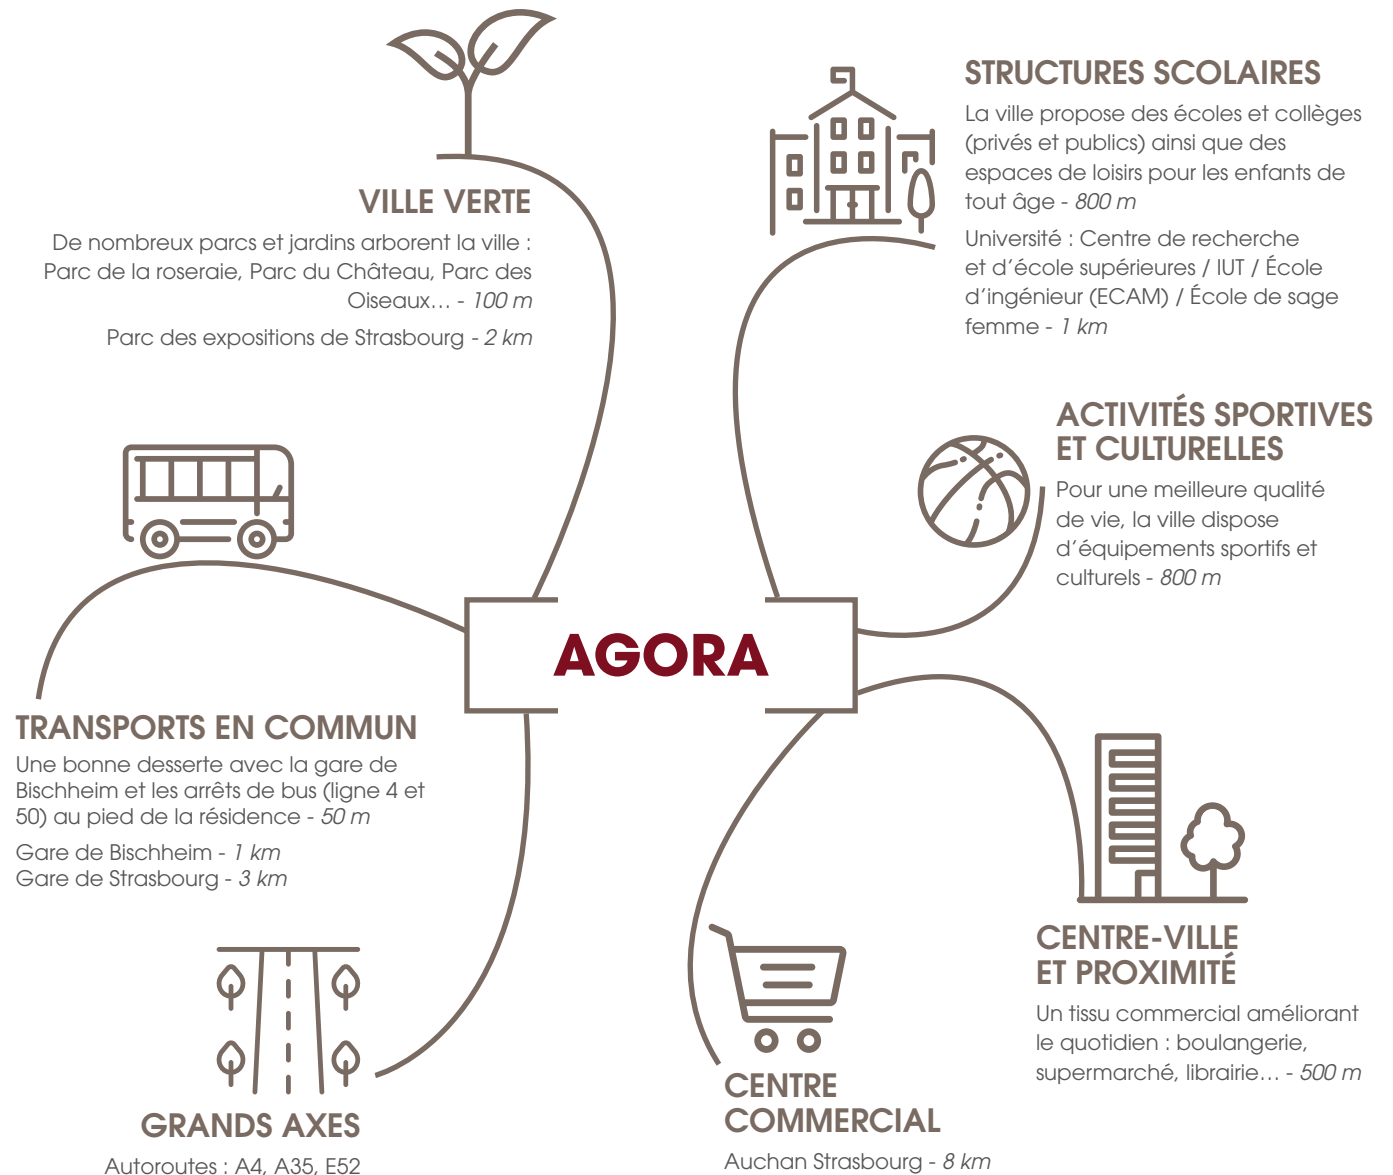 VILLE VERTE
De nombreux parcs et jardins arborent la ville :
Parc de la roseraie, Parc du Château, Parc des
Oiseaux… - 100 m
Parc des expositions de Strasbourg - 2 km
STRUCTURES SCOLAIRES
La ville propose des écoles et collèges
(privés et publics) ainsi que des
espaces de loisirs pour les enfants de
tout âge - 800 m
Université : Centre de recherche
et d’école supérieures / IUT / École
d’ingénieur (ECAM) / École de sage
femme - 1 km
ACTIVITÉS SPORTIVES
ET CULTURELLES
Pour une meilleure qualité
de vie, la ville dispose
d’équipements sportifs et
culturels - 800 m
AGORA
TRANSPORTS EN COMMUN
Une bonne desserte avec la gare de
Bischheim et les arrêts de bus (ligne 4 et
50) au pied de la résidence - 50 m
Gare de Bischheim - 1 km
Gare de Strasbourg - 3 km
CENTRE-VILLE
ET PROXIMITÉ
Un tissu commercial améliorant
le quotidien : boulangerie,
supermarché, librairie… - 500 m
GRANDS AXES
Autoroutes : A4, A35, E52
CENTRE
COMMERCIAL
Auchan Strasbourg - 8 km